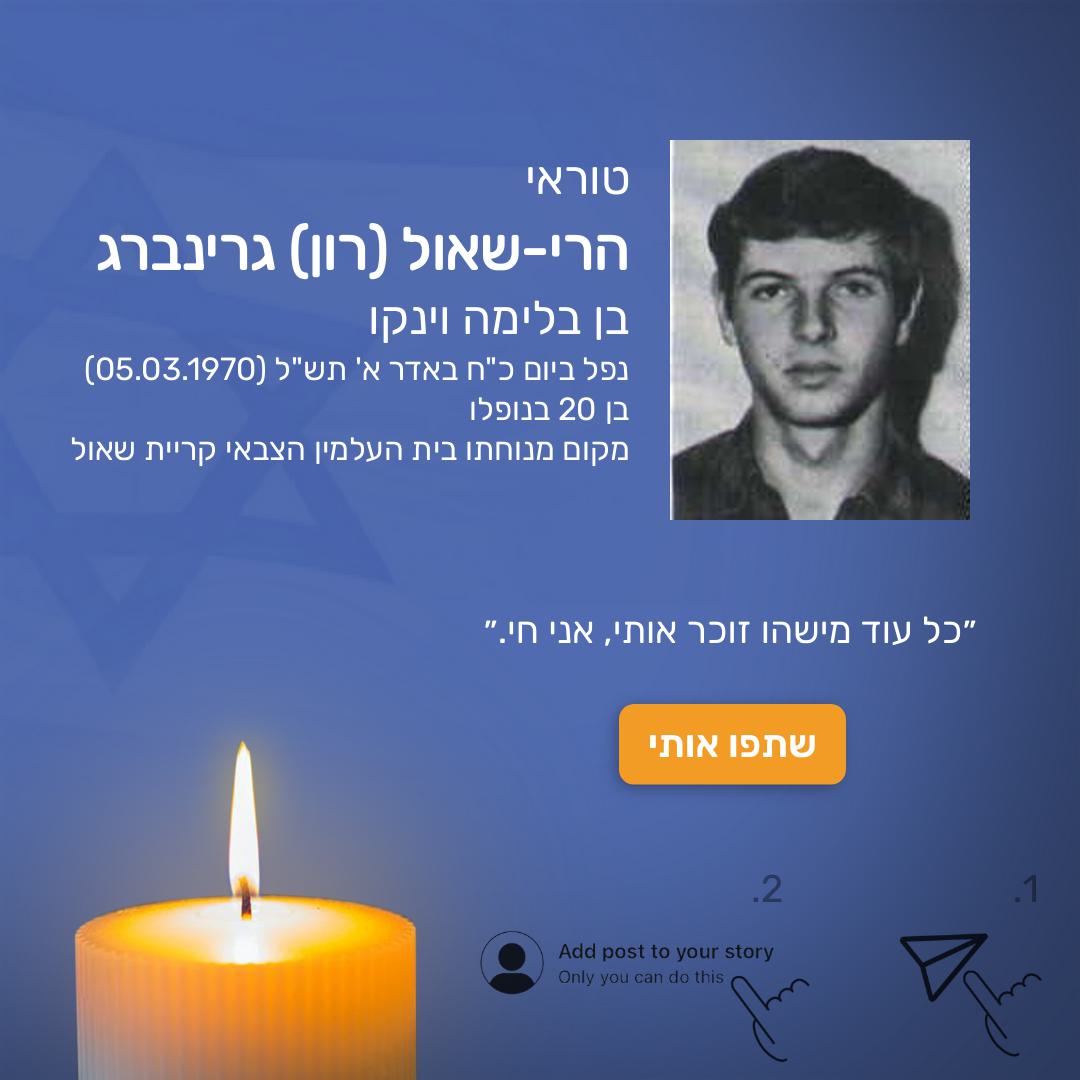 טוראי
הרי-שאול (רון) גרינברג
בן בלימה וינקו
נפל ביום כ"ח באדר א' תש"ל (05.03.1970)
בן 20 בנופלו
מקום מנוחתו בית העלמין הצבאי קריית שאול
״כל עוד מישהו זוכר אותי, אני חי.״
שתפו אותי
.1
.2
Add post to your story
Only you can do this